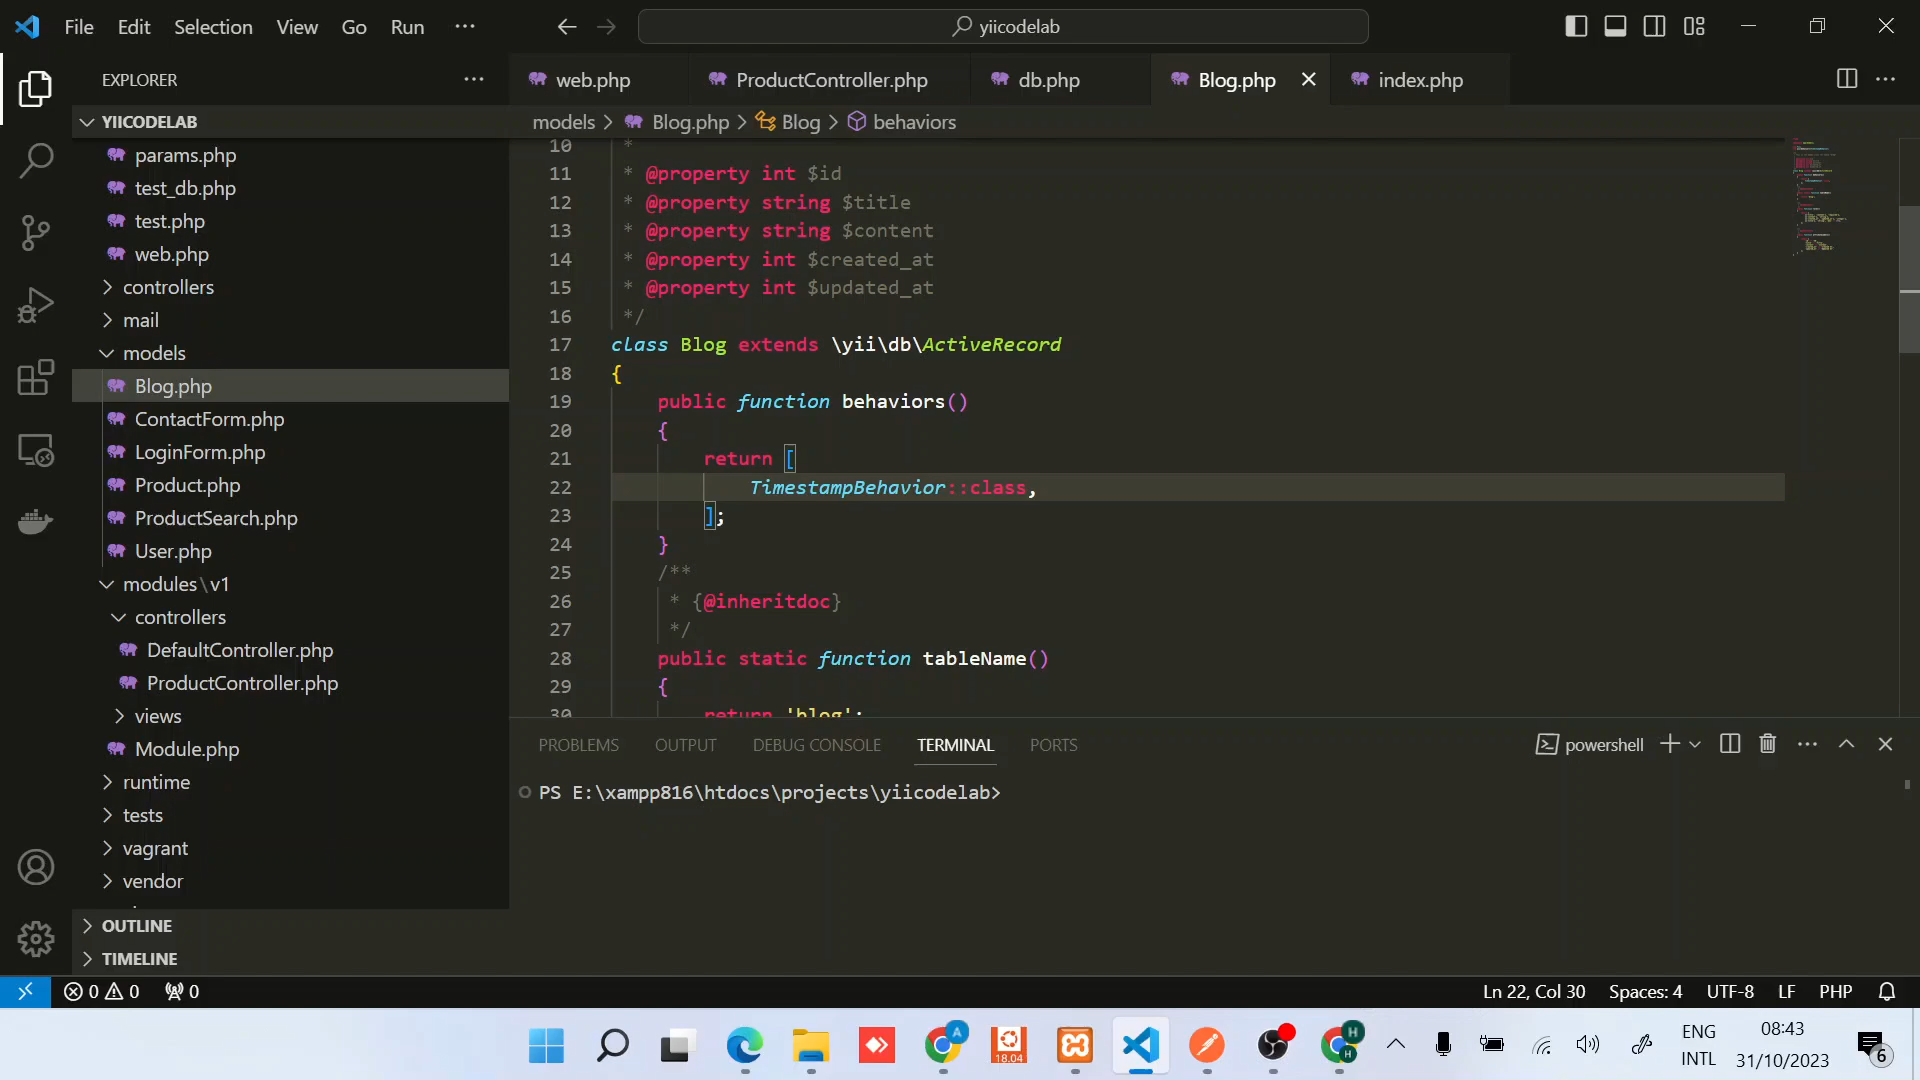 File Edit Selection View Go Run ··· yiicodelab
EXPLORER ···
web.php ProductController.php db.php Blog.php index.php
YIICODELAB
models > Blog.php > Blog > behaviors
params.php
test_db.php
test.php
web.php
controllers
mail
models
Blog.php
ContactForm.php
LoginForm.php
Product.php
ProductSearch.php
User.php
modules\v1
controllers
DefaultController.php
ProductController.php
views
Module.php
runtime
tests
vagrant
vendor
OUTLINE
TIMELINE
10 *
11 * @property int $id
12 * @property string $title
13 * @property string $content
14 * @property int $created_at
15 * @property int $updated_at
16 */
17 class Blog extends \yii\db\ActiveRecord
18 {
19 public function behaviors()
20 {
21 return [
22 TimestampBehavior::class,
23 ];
24 }
25 /**
26 * {@inheritdoc}
27 */
28 public static function tableName()
29 {
30 return 'blog';
PROBLEMS OUTPUT DEBUG CONSOLE TERMINAL PORTS powershell
PS E:\xampp816\htdocs\projects\yiicodelab>
0 0 0 Ln 22, Col 30 Spaces: 4 UTF-8 LF PHP
A 18.04 H H ENG INTL 08:43 31/10/2023 6